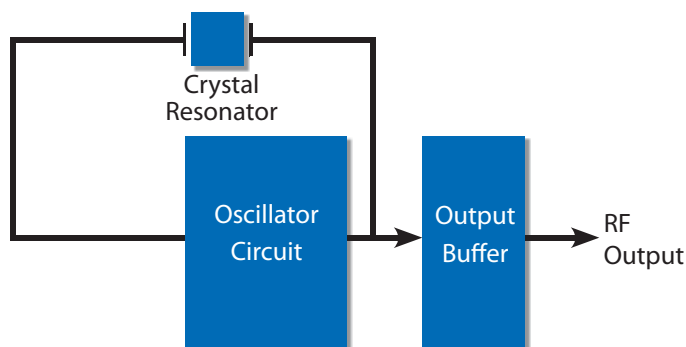 Crystal
Resonator
Oscillator
Circuit
Output
Buffer
RF
Output